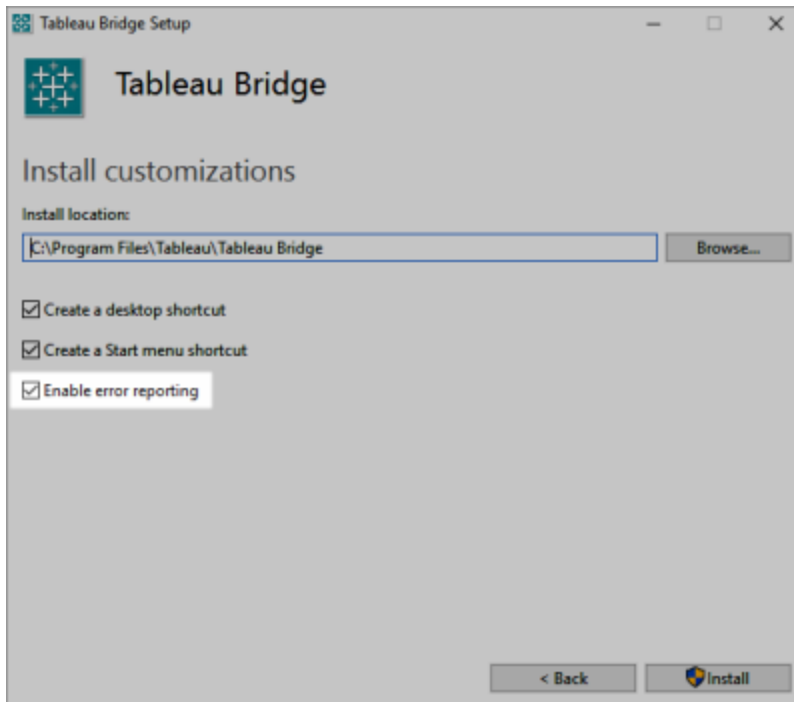 Tableau Bridge Setup
Tableau Bridge
Install customizations
Install location:
C:\Program Files\Tableau\Tableau Bridge
Browse...
Create a desktop shortcut
Create a Start menu shortcut
Enable error reporting
< Back
Install